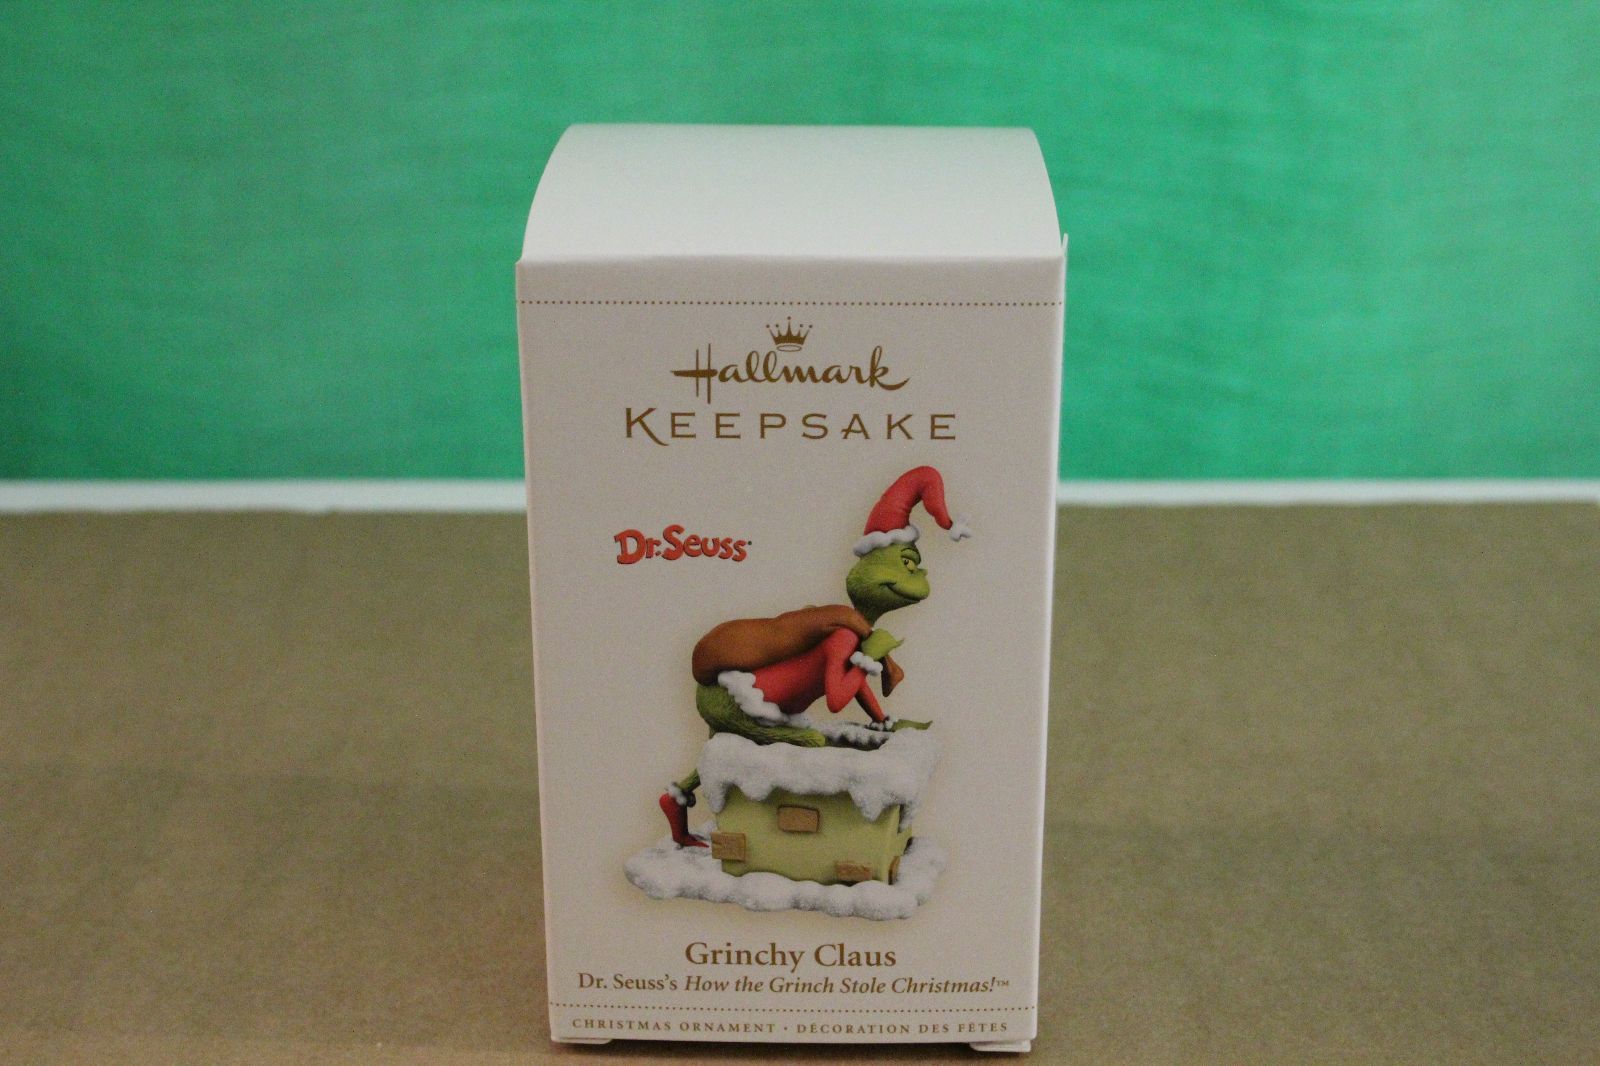 Hallmark
KEEPSAKE
Dr. Seuss
Grinchy Claus
Dr. Seuss's How the Grinch Stole Christmas!™
CHRISTMAS ORNAMENT • DÉCORATION DES FÊTES